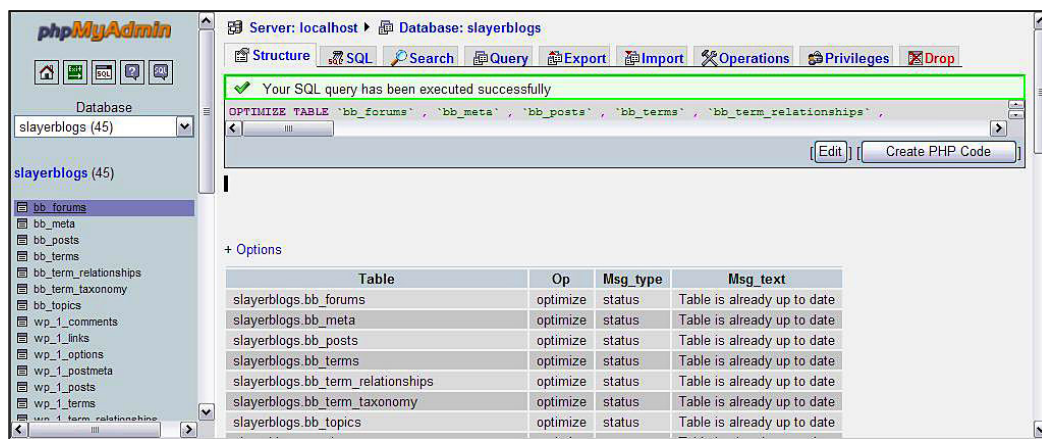 phpMyAdmin
Database
slayerblogs (45)
slayerblogs (45)
bb_forums
bb_meta
bb_posts
bb_terms
bb_term_relationships
bb_term_taxonomy
bb_topics
wp_1_comments
wp_1_links
wp_1_options
wp_1_postmeta
wp_1_posts
wp_1_terms
wp_1_term_relationships
Server: localhost Database: slayerblogs
Structure SQL Search Query Export Import Operations Privileges Drop
Your SQL query has been executed successfully
OPTIMIZE TABLE `bb_forums` , `bb_meta` , `bb_posts` , `bb_terms` , `bb_term_relationships` ,
[ Edit ] [ Create PHP Code ]
+ Options
Table Op Msg_type Msg_text
slayerblogs.bb_forums optimize status Table is already up to date
slayerblogs.bb_meta optimize status Table is already up to date
slayerblogs.bb_posts optimize status Table is already up to date
slayerblogs.bb_terms optimize status Table is already up to date
slayerblogs.bb_term_relationships optimize status Table is already up to date
slayerblogs.bb_term_taxonomy optimize status Table is already up to date
slayerblogs.bb_topics optimize status Table is already up to date